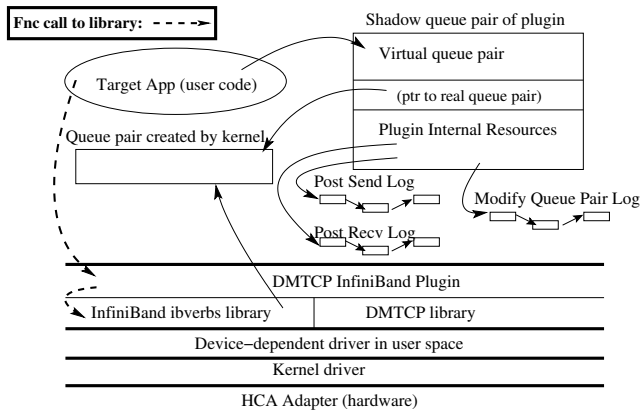 Fnc call to library:
Shadow queue pair of plugin
Virtual queue pair
Target App (user code)
(ptr to real queue pair)
Queue pair created by kernel
Plugin Internal Resources
Post Send Log
Modify Queue Pair Log
Post Recv Log
DMTCP InfiniBand Plugin
InfiniBand ibverbs library
DMTCP library
Device−dependent driver in user space
Kernel driver
HCA Adapter (hardware)